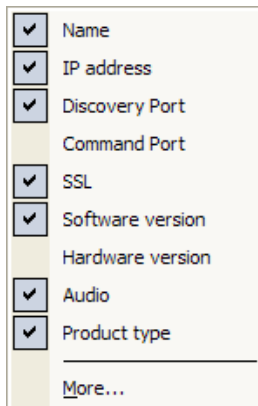 Name
IP address
Discovery Port
Command Port
SSL
Software version
Hardware version
Audio
Product type
More...